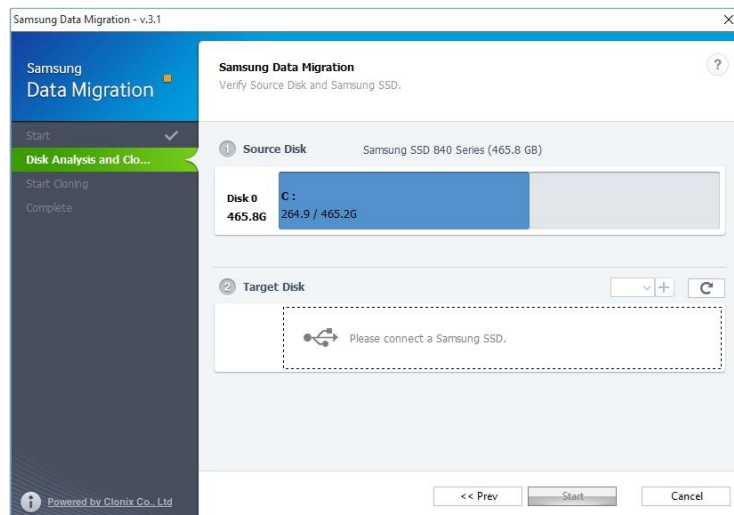 Samsung Data Migration - v.3.1
Samsung
Data Migration
Start
Disk Analysis and Clo...
Start Cloning
Complete
Powered by Clonix Co., Ltd
Samsung Data Migration
Verify Source Disk and Samsung SSD.
?
1 Source Disk Samsung SSD 840 Series (465.8 GB)
Disk 0
465.8G
C :
264.9 / 465.2G
2 Target Disk
Please connect a Samsung SSD.
<< Prev Start Cancel